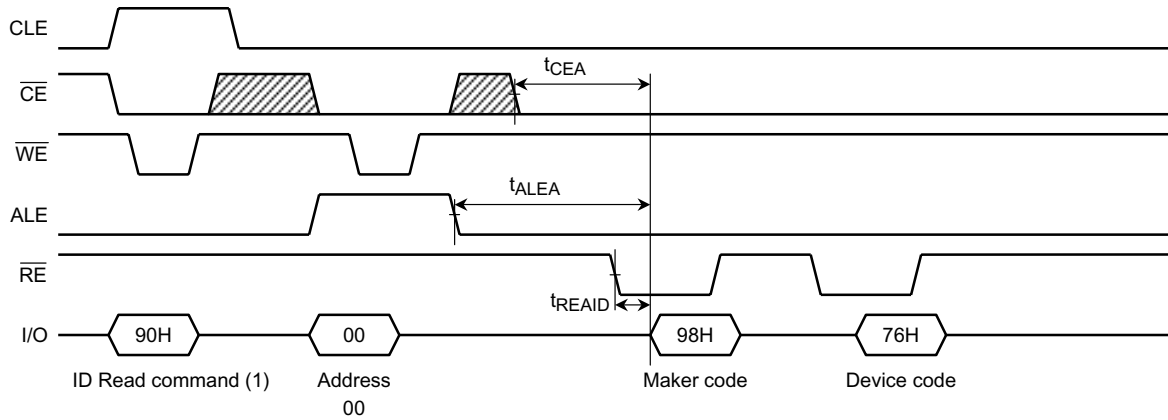 CLE
CE
tCEA
WE
tALEA
ALE
RE
tREAID
I/O 90H 00 98H 76H
ID Read command (1) Address Maker code Device code
00